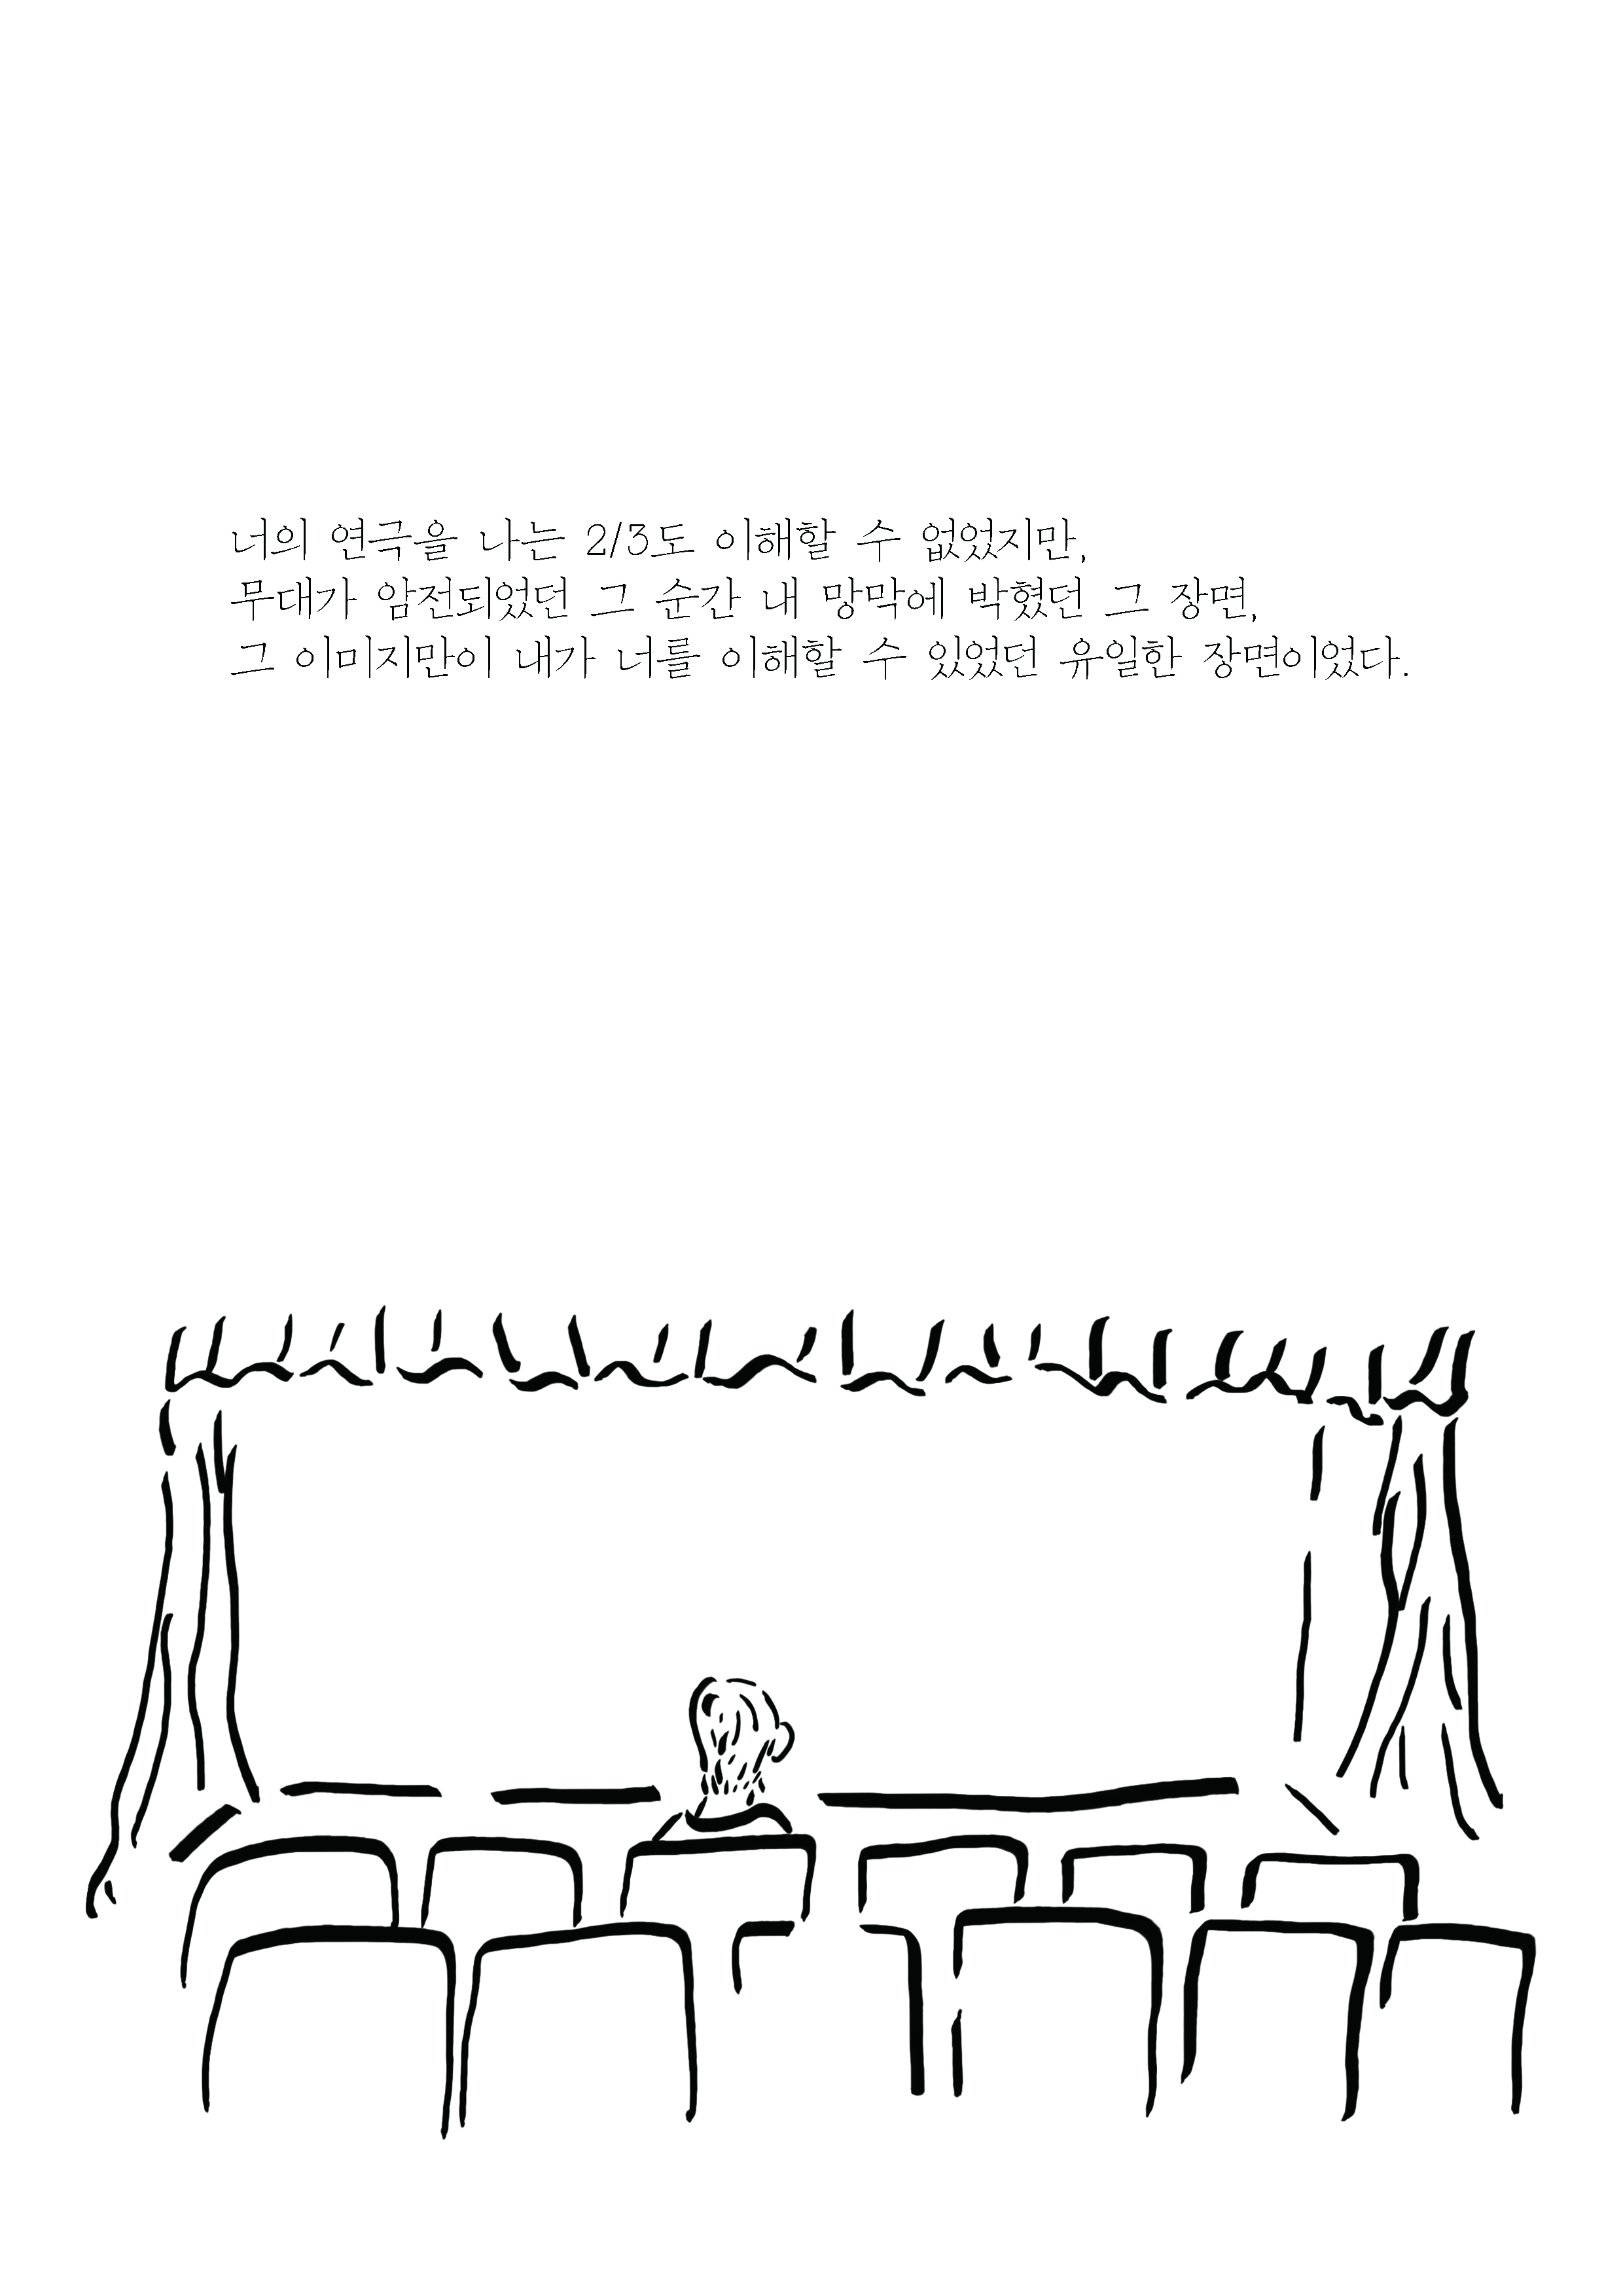 너의 연극을 나는 2/3도 이해할 수 없었지만,
무대가 암전되었던 그 순간 내 망막에 박혔던 그 장면,
그 이미지만이 내가 너를 이해할 수 있었던 유일한 장면이었다.